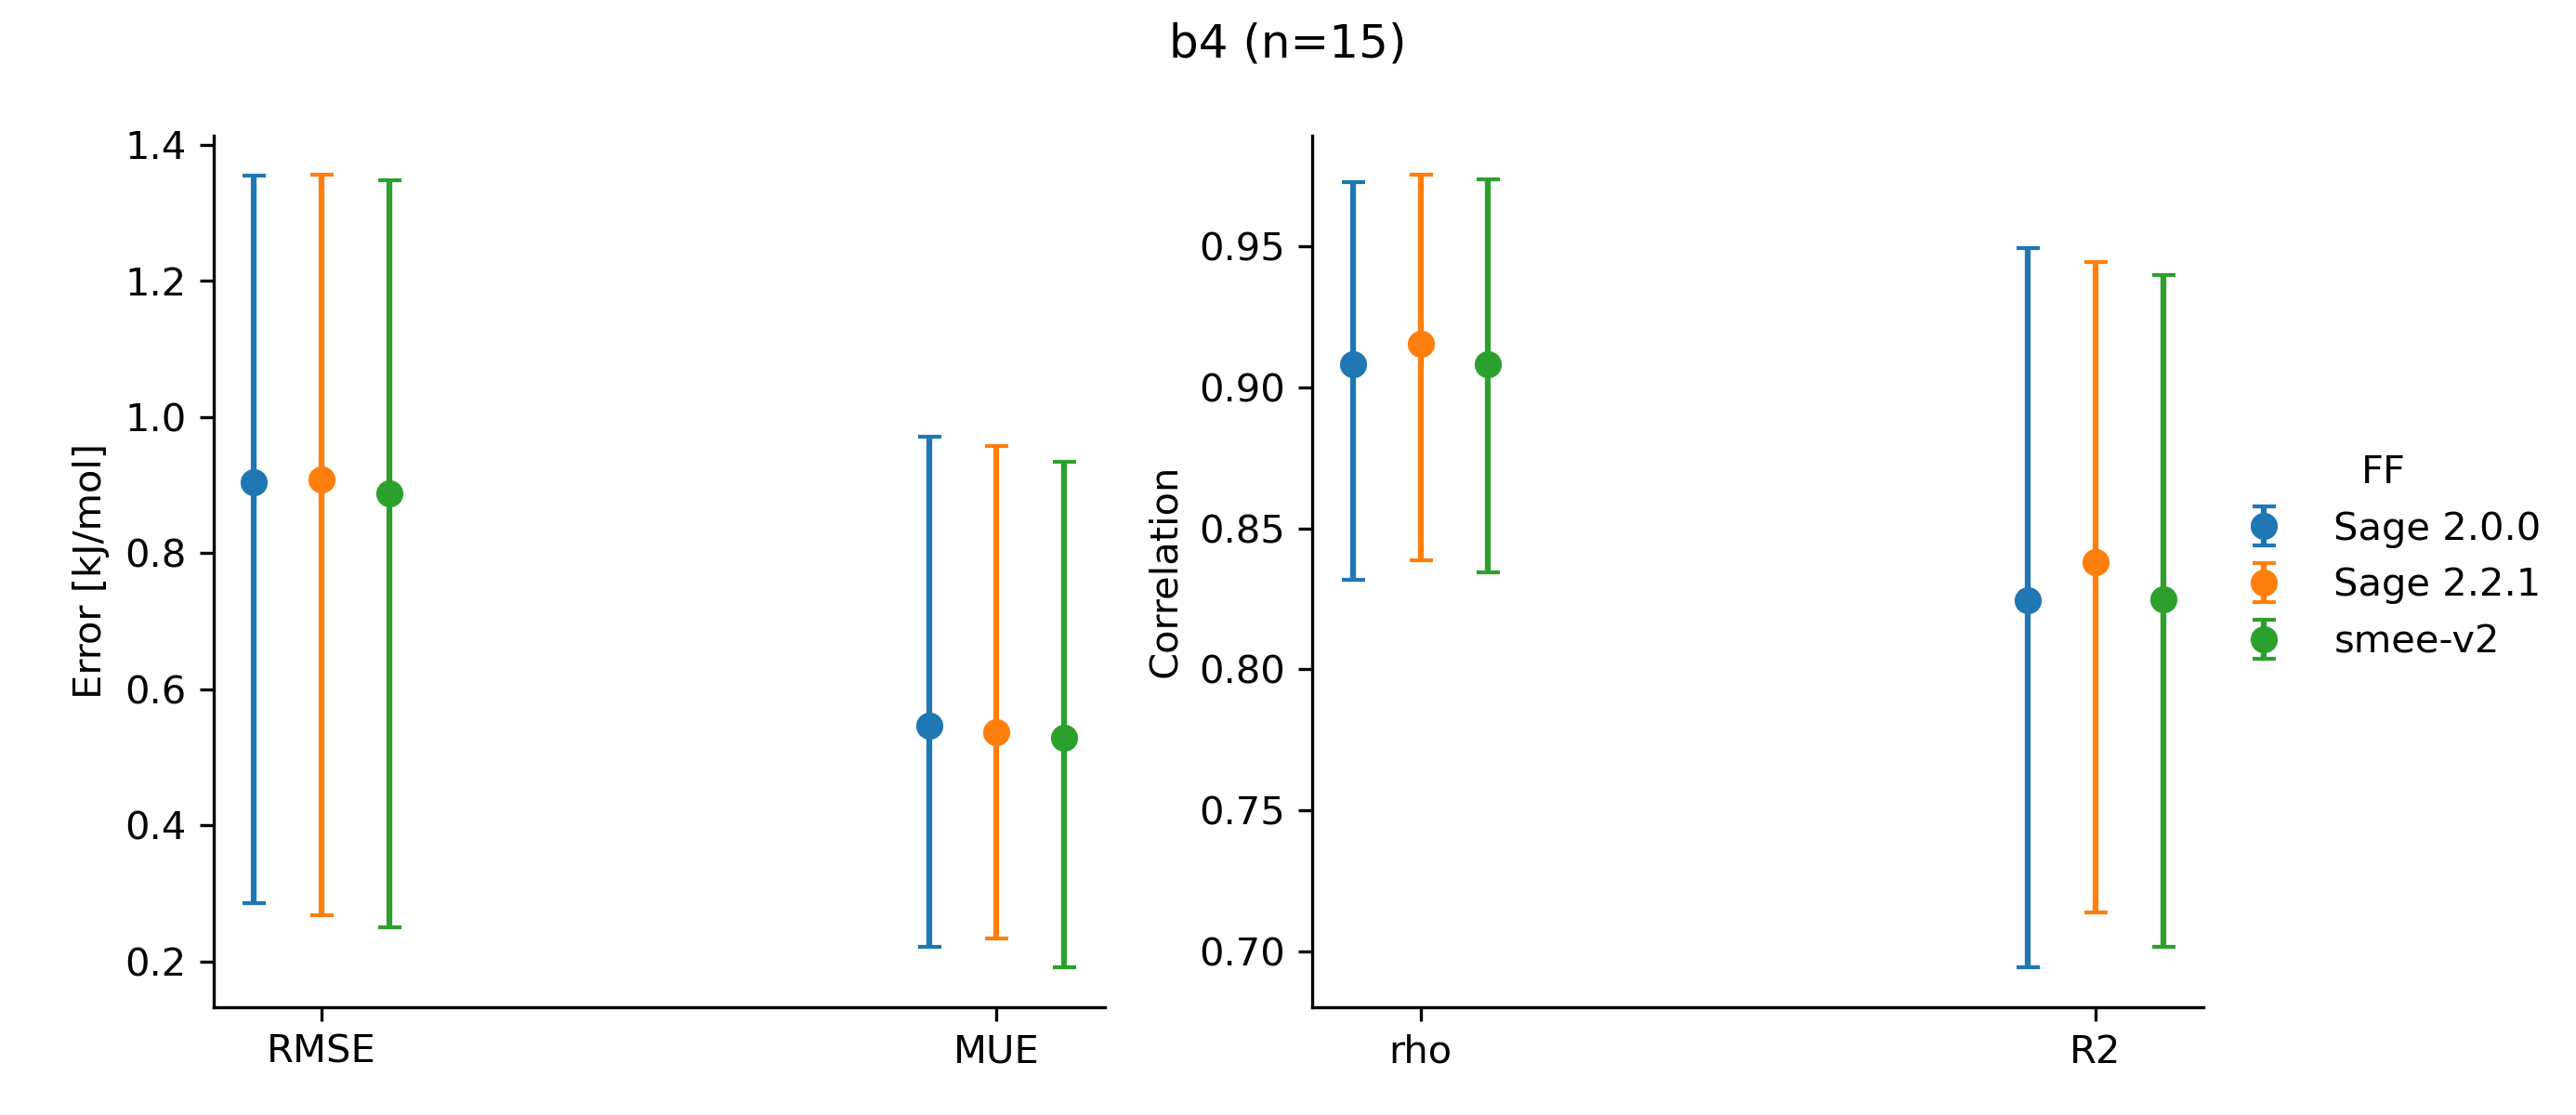 b4 (n=15)
Error [kJ/mol]
1.4
1.2
1.0
0.8
0.6
0.4
0.2
RMSE
MUE
Correlation
0.95
0.90
0.85
0.80
0.75
0.70
rho
R2
FF
Sage 2.0.0
Sage 2.2.1
smee-v2